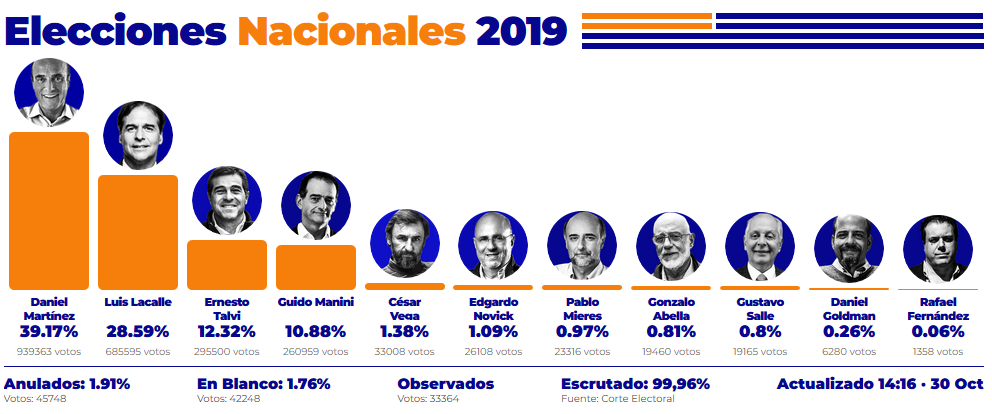 Elecciones Nacionales 2019
Daniel Martínez
39.17%
939363 votos
Luis Lacalle
28.59%
685595 votos
Ernesto Talvi
12.32%
295500 votos
Guido Manini
10.88%
260959 votos
César Vega
1.38%
33008 votos
Edgardo Novick
1.09%
26108 votos
Pablo Mieres
0.97%
23316 votos
Gonzalo Abella
0.81%
19460 votos
Gustavo Salle
0.8%
19165 votos
Daniel Goldman
0.26%
6280 votos
Rafael Fernández
0.06%
1358 votos
Anulados: 1.91%
Votos: 45748
En Blanco: 1.76%
Votos: 42248
Observados
Votos: 33364
Escrutado: 99,96%
Fuente: Corte Electoral
Actualizado 14:16 · 30 Oct